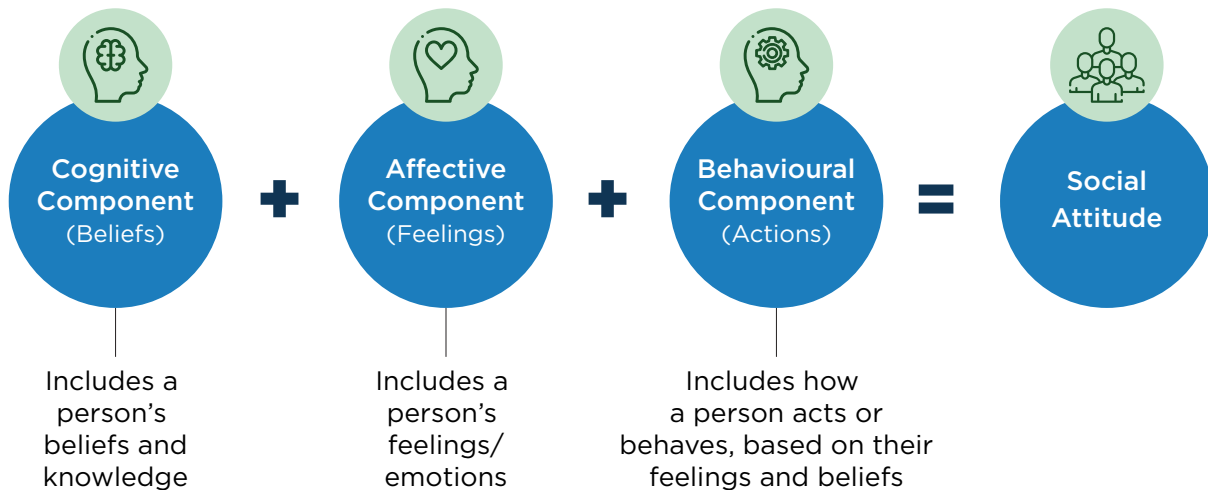 Cognitive
Component
(Beliefs)
Affective
Component
(Feelings)
Behavioural
Component
(Actions)
Social
Attitude
Includes a
person's
beliefs and
knowledge
Includes a
person's
feelings/
emotions
Includes how
a person acts or
behaves, based on their
feelings and beliefs